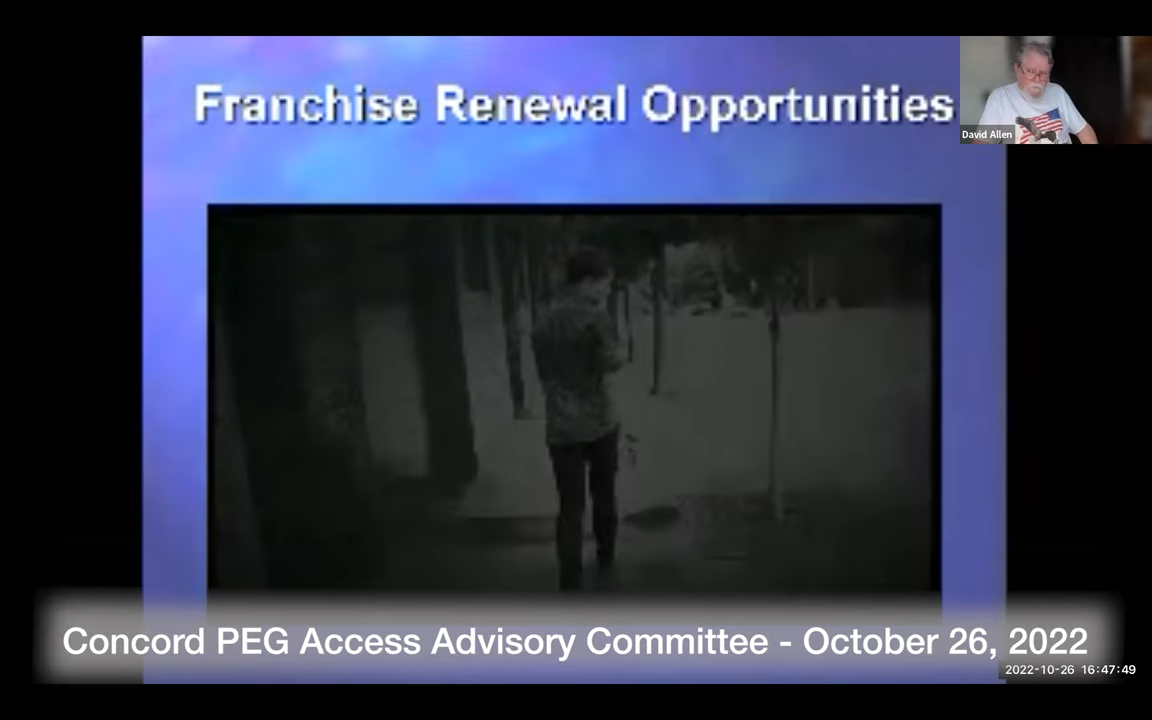 Franchise Renewal Opportunities
David Allen
Concord PEG Access Advisory Committee - October 26, 2022
2022-10-26 16:47:49